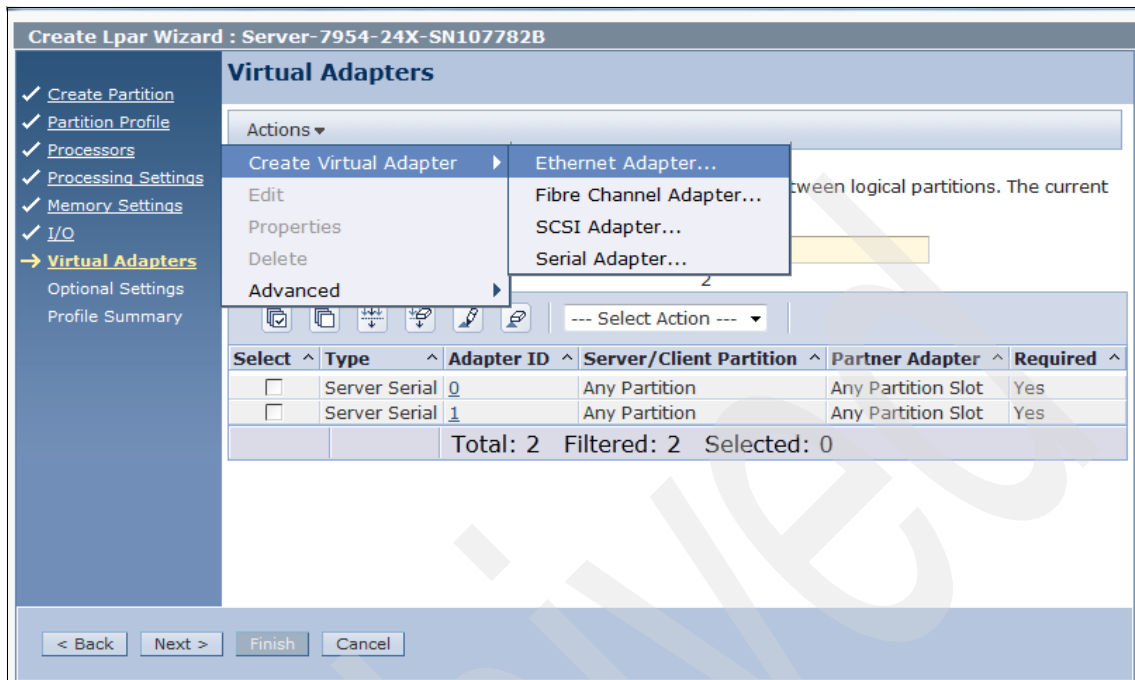 Create Lpar Wizard : Server-7954-24X-SN107782B
Create Partition
Partition Profile
Processors
Processing Settings
Memory Settings
I/O
Virtual Adapters
Optional Settings
Profile Summary
Virtual Adapters
Actions
Create Virtual Adapter
Edit
Properties
Delete
Advanced
Ethernet Adapter...
Fibre Channel Adapter...
SCSI Adapter...
Serial Adapter...
between logical partitions. The current
2
--- Select Action ---
Select Type Adapter ID Server/Client Partition Partner Adapter Required
Server Serial 0 Any Partition Any Partition Slot Yes
Server Serial 1 Any Partition Any Partition Slot Yes
Total: 2 Filtered: 2 Selected: 0
< Back Next > Finish Cancel